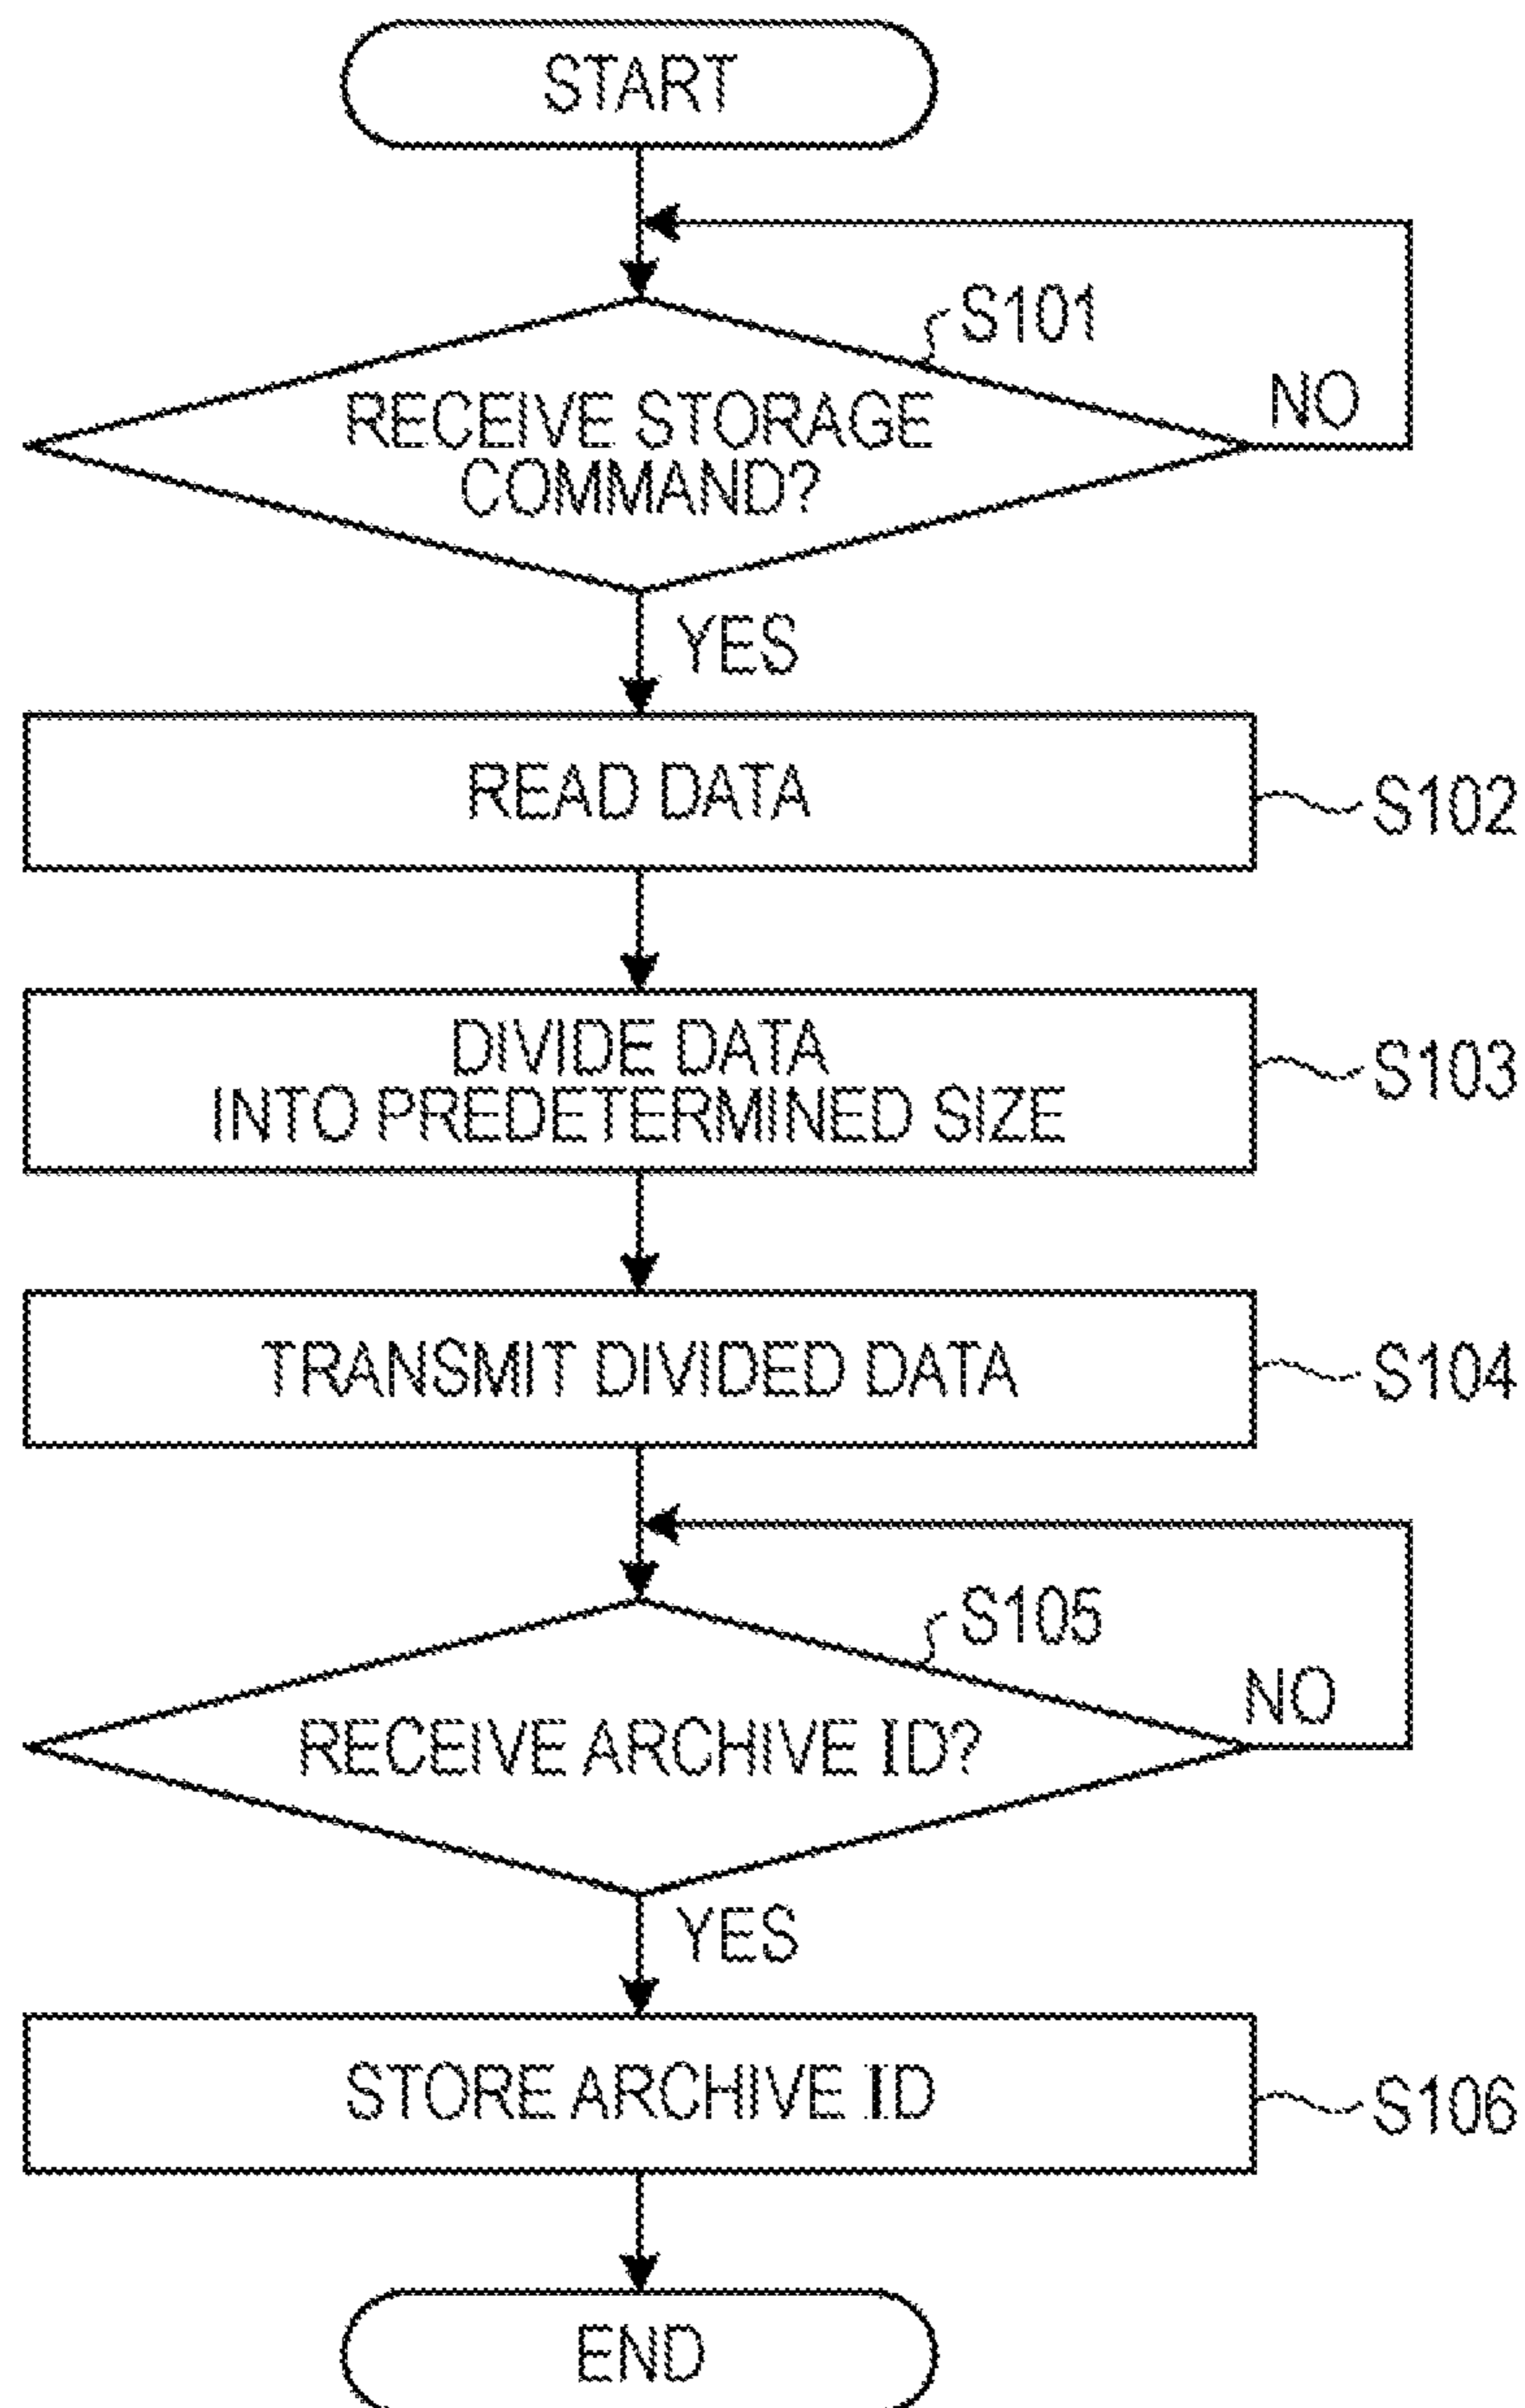 START
S101
RECEIVE STORAGE
COMMAND?
NO
YES
READ DATA
S102
DIVIDE DATA
INTO PREDETERMINED SIZE
S103
TRANSMIT DIVIDED DATA
S104
S105
RECEIVE ARCHIVE ID?
NO
YES
STORE ARCHIVE ID
S106
END